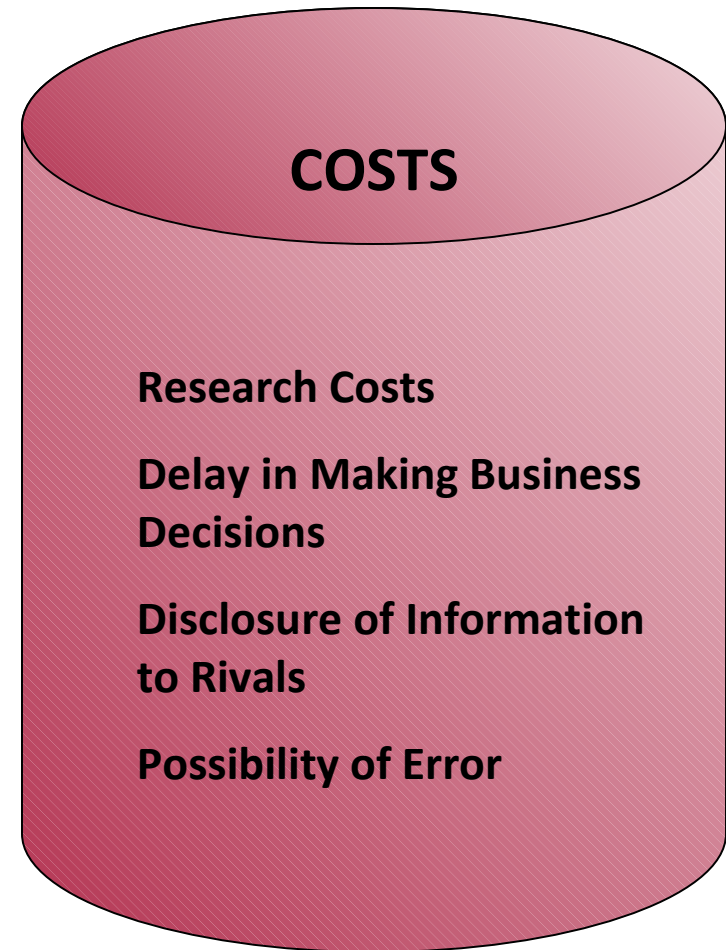 COSTS
Research Costs
Delay in Making Business
Decisions
Disclosure of Information
to Rivals
Possibility of Error